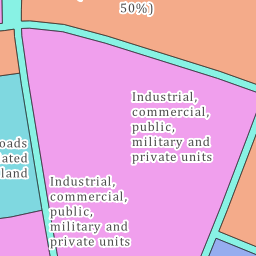 50%)
Industrial,
commercial,
public,
military and
private units
oads
ated
land
Industrial,
commercial,
public,
military and
private units